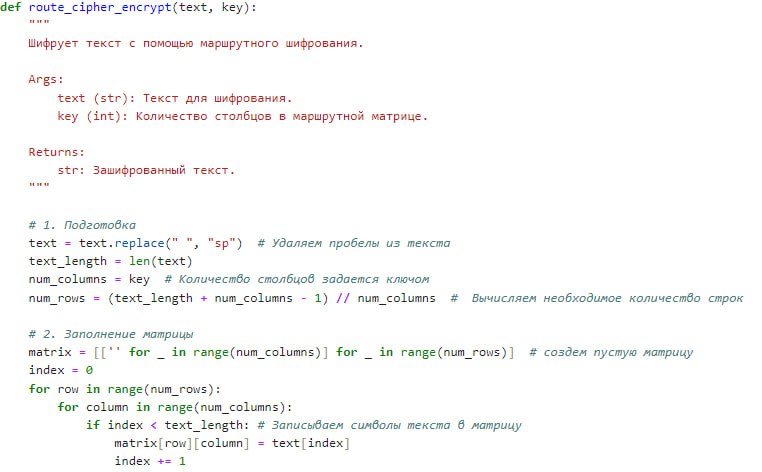 def route_cipher_encrypt(text, key):
    """
    Шифрует текст с помощью маршрутного шифрования.

    Args:
        text (str): Текст для шифрования.
        key (int): Количество столбцов в маршрутной матрице.

    Returns:
        str: Зашифрованный текст.
    """

    # 1. Подготовка
    text = text.replace(" ", "sp")  # Удаляем пробелы из текста
    text_length = len(text)
    num_columns = key  # Количество столбцов задается ключом
    num_rows = (text_length + num_columns - 1) // num_columns  #  Вычисляем необходимое количество строк

    # 2. Заполнение матрицы
    matrix = [['' for _ in range(num_columns)] for _ in range(num_rows)]  # создем пустую матрицу
    index = 0
    for row in range(num_rows):
        for column in range(num_columns):
            if index < text_length: # Записываем символы текста в матрицу
                matrix[row][column] = text[index]
                index += 1